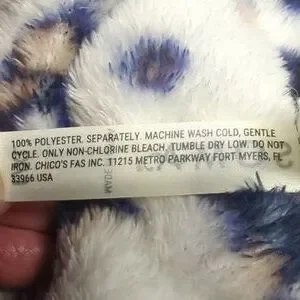 100% POLYESTER. SEPARATELY. MACHINE WASH COLD, GENTLE
CYCLE. ONLY NON-CHLORINE BLEACH. TUMBLE DRY LOW. DO NOT
IRON. CHICO'S FAS INC. 11215 METRO PARKWAY FORT MYERS, FL
33966 USA